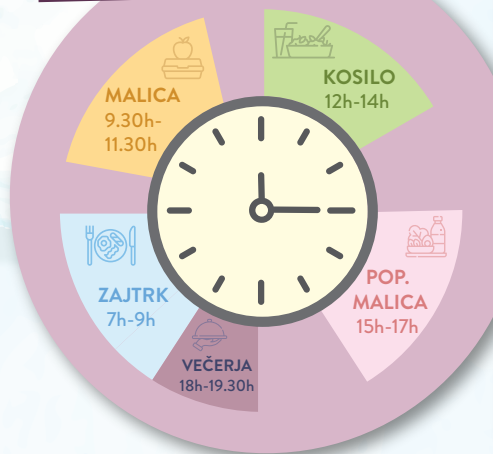 MALICA
9.30h-
11.30h
KOSILO
12h-14h
ZAJTRK
7h-9h
POP.
MALICA
15h-17h
VEČERJA
18h-19.30h